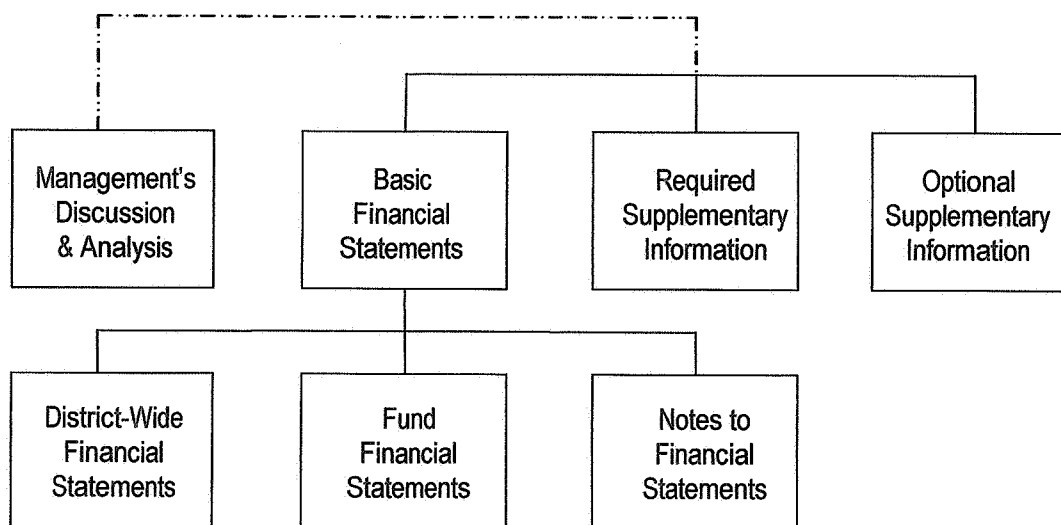 Management's
Discussion
& Analysis
Basic
Financial
Statements
Required
Supplementary
Information
Optional
Supplementary
Information
District-Wide
Financial
Statements
Fund
Financial
Statements
Notes to
Financial
Statements